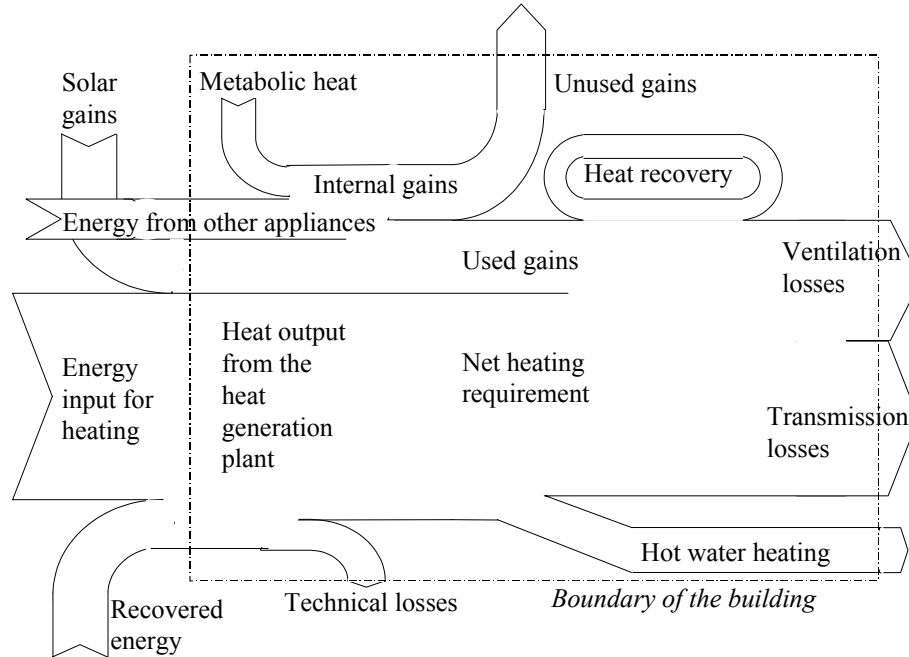 Solar
gains
Metabolic heat
Unused gains
Internal gains
Heat recovery
Energy from other appliances
Used gains
Ventilation
losses
Energy
input for
heating
Heat output
from the
heat
generation
plant
Net heating
requirement
Transmission
losses
Hot water heating
Recovered
energy
Technical losses
Boundary of the building